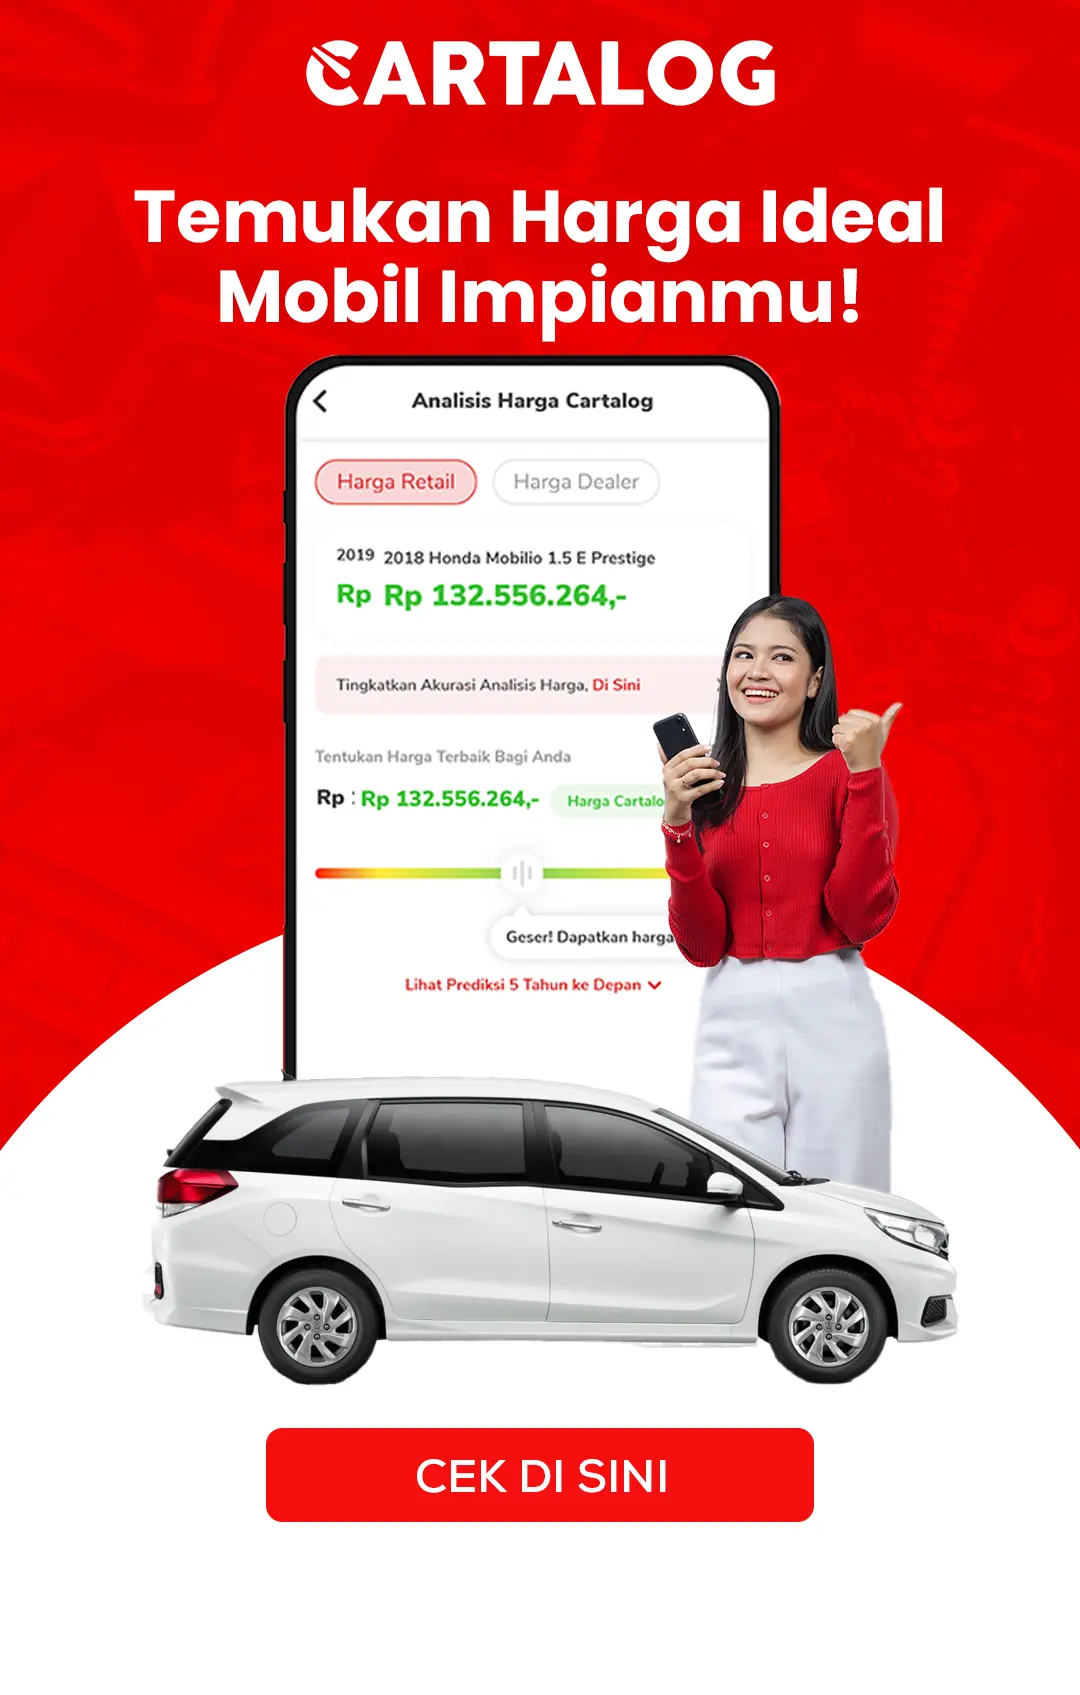 CARTALOG
Temukan Harga Ideal
Mobil Impianmu!
Analisis Harga Cartalog
Harga Retail Harga Dealer
2019 2018 Honda Mobilio 1.5 E Prestige
Rp Rp 132.556.264,-
Tingkatkan Akurasi Analisis Harga, Di Sini
Tentukan Harga Terbaik Bagi Anda
Rp : Rp 132.556.264,- Harga Cartalo
Geser! Dapatkan harga
Lihat Prediksi 5 Tahun ke Depan
CEK DI SINI